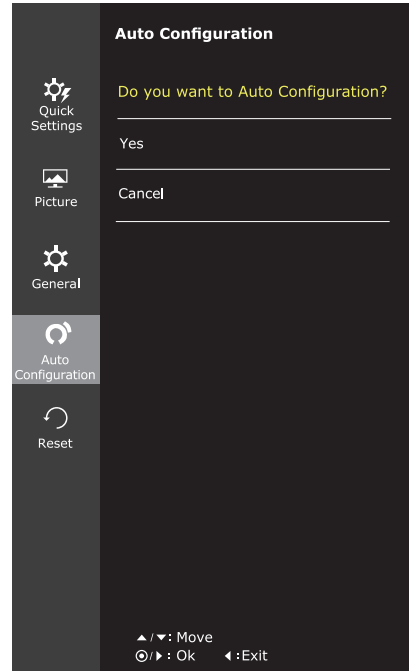 Auto Configuration
Do you want to Auto Configuration?
Yes
Cancel
Quick
Settings
Picture
General
Auto
Configuration
Reset
▲/▼: Move
◉/▶: Ok ◀:Exit